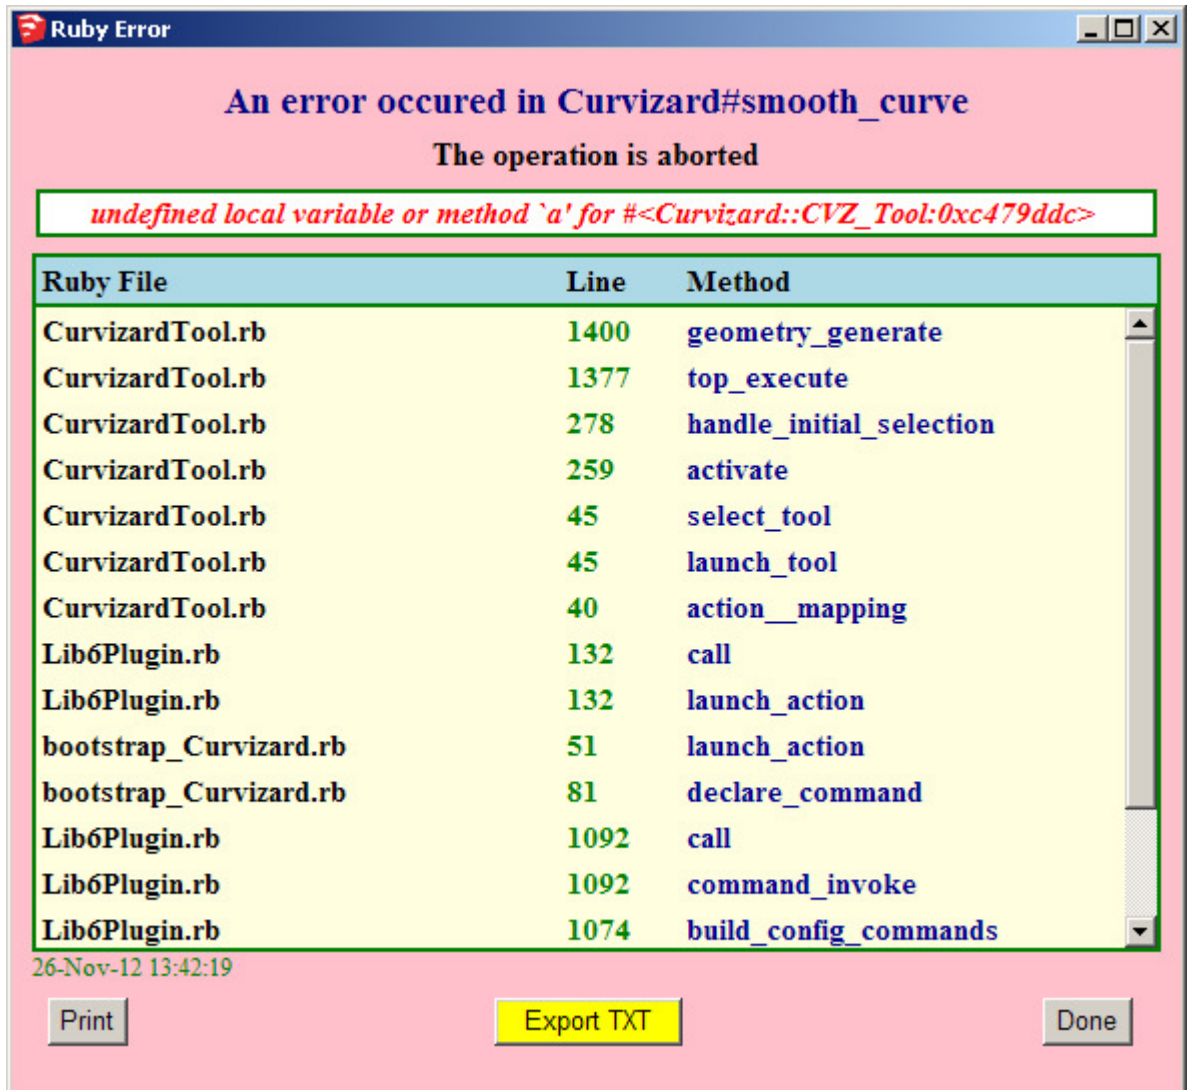 Ruby Error
An error occured in Curvizard#smooth_curve
The operation is aborted
undefined local variable or method `a' for #<Curvizard::CVZ_Tool:0xc479ddc>
Ruby File Line Method
CurvizardTool.rb 1400 geometry_generate
CurvizardTool.rb 1377 top_execute
CurvizardTool.rb 278 handle_initial_selection
CurvizardTool.rb 259 activate
CurvizardTool.rb 45 select_tool
CurvizardTool.rb 45 launch_tool
CurvizardTool.rb 40 action__mapping
Lib6Plugin.rb 132 call
Lib6Plugin.rb 132 launch_action
bootstrap_Curvizard.rb 51 launch_action
bootstrap_Curvizard.rb 81 declare_command
Lib6Plugin.rb 1092 call
Lib6Plugin.rb 1092 command_invoke
Lib6Plugin.rb 1074 build_config_commands
26-Nov-12 13:42:19
Print Export TXT Done